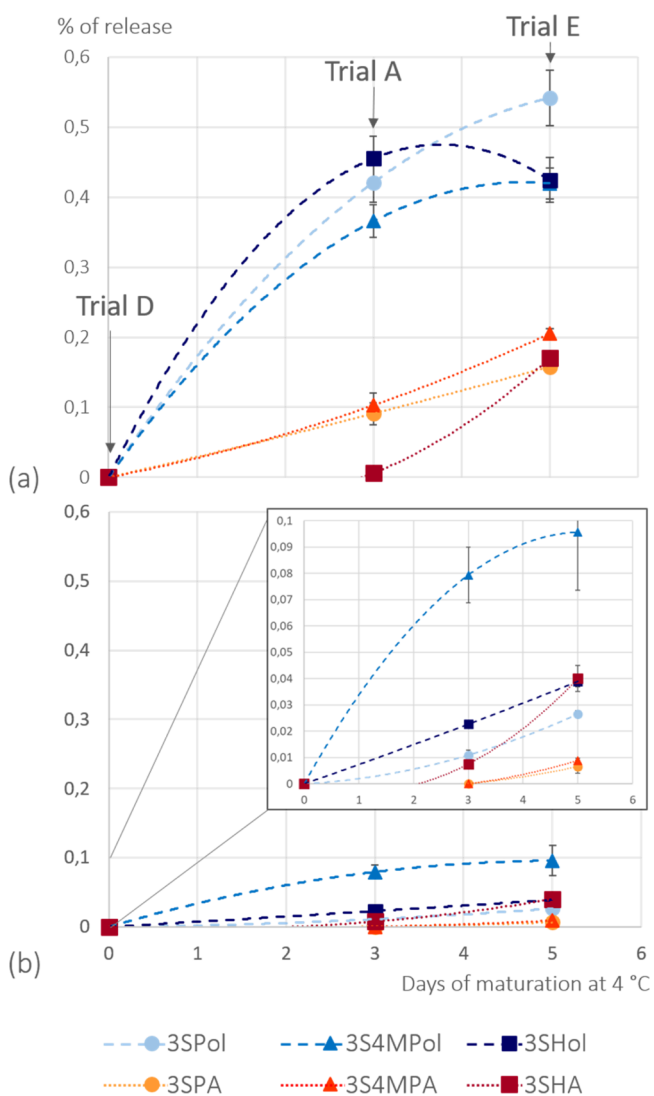 % of release
0,6
Trial E
Trial A
0,5
0,4
0,3
Trial D
0,2
0,1
0
(a)
0,6
0,5
0,4
0,3
0,2
0,1
0
0,1
0,09
0,08
0,07
0,06
0,05
0,04
0,03
0,02
0,01
0
0 1 2 3 4 5 6
0 1 2 3 4 5 6
(b)
Days of maturation at 4 °C
3SPol 3S4MPol 3SHol
3SPA 3S4MPA 3SHA